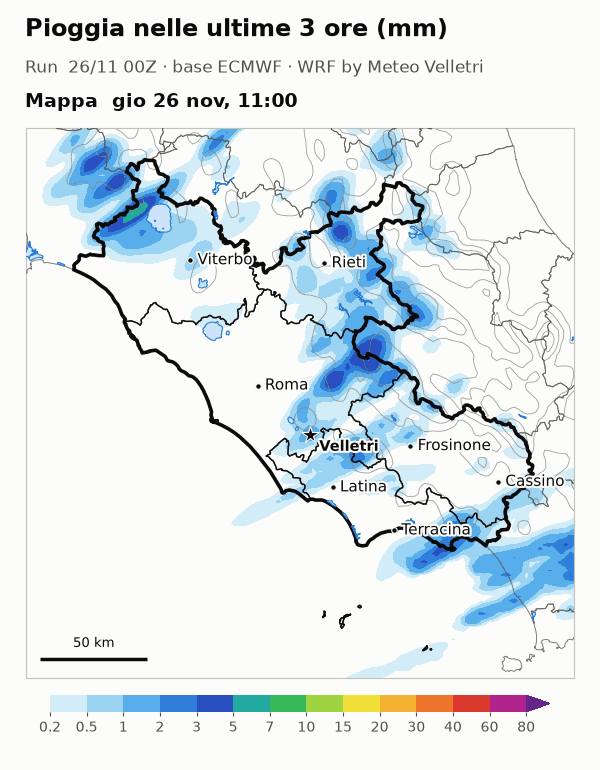 Pioggia nelle ultime 3 ore (mm)
Run  26/11 00Z · base ECMWF · WRF by Meteo Velletri
Mappa  gio 26 nov, 11:00
Viterbo
Rieti
Roma
Velletri
Frosinone
Latina
Cassino
Terracina
50 km
0.2 0.5 1 2 3 5 7 10 15 20 30 40 60 80